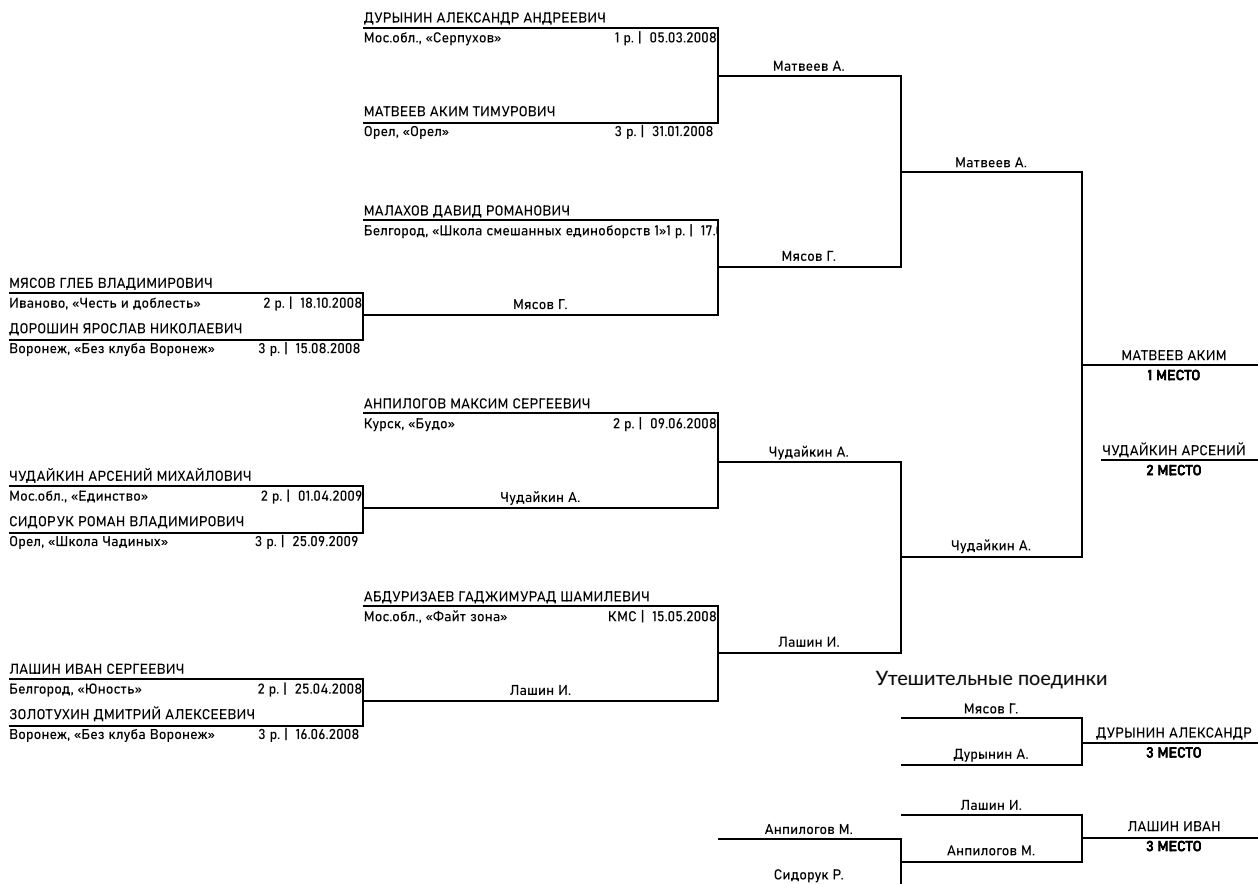 ДУРЫНИН АЛЕКСАНДР АНДРЕЕВИЧ
Мос.обл., «Серпухов» 1 р. | 05.03.2008
Матвеев А.
МАТВЕЕВ АКИМ ТИМУРОВИЧ
Орел, «Орел» 3 р. | 31.01.2008
Матвеев А.
МАЛАХОВ ДАВИД РОМАНОВИЧ
Белгород, «Школа смешанных единоборств 1»1 р. | 17.
Мясов Г.
МЯСОВ ГЛЕБ ВЛАДИМИРОВИЧ
Иваново, «Честь и доблесть» 2 р. | 18.10.2008
Мясов Г.
ДОРОШИН ЯРОСЛАВ НИКОЛАЕВИЧ
Воронеж, «Без клуба Воронеж» 3 р. | 15.08.2008
МАТВЕЕВ АКИМ
1 МЕСТО
АНПИЛОГОВ МАКСИМ СЕРГЕЕВИЧ
Курск, «Будо» 2 р. | 09.06.2008
Чудайкин А.
ЧУДАЙКИН АРСЕНИЙ
2 МЕСТО
ЧУДАЙКИН АРСЕНИЙ МИХАЙЛОВИЧ
Мос.обл., «Единство» 2 р. | 01.04.2009
Чудайкин А.
СИДОРУК РОМАН ВЛАДИМИРОВИЧ
Орел, «Школа Чадиных» 3 р. | 25.09.2009
Чудайкин А.
АБДУРИЗАЕВ ГАДЖИМУРАД ШАМИЛЕВИЧ
Мос.обл., «Файт зона» КМС | 15.05.2008
Лашин И.
ЛАШИН ИВАН СЕРГЕЕВИЧ
Белгород, «Юность» 2 р. | 25.04.2008
Лашин И.
ЗОЛОТУХИН ДМИТРИЙ АЛЕКСЕЕВИЧ
Воронеж, «Без клуба Воронеж» 3 р. | 16.06.2008
Утешительные поединки
Мясов Г.
ДУРЫНИН АЛЕКСАНДР
3 МЕСТО
Дурынин А.
Лашин И.
ЛАШИН ИВАН
3 МЕСТО
Анпилогов М.
Анпилогов М.
Сидорук Р.